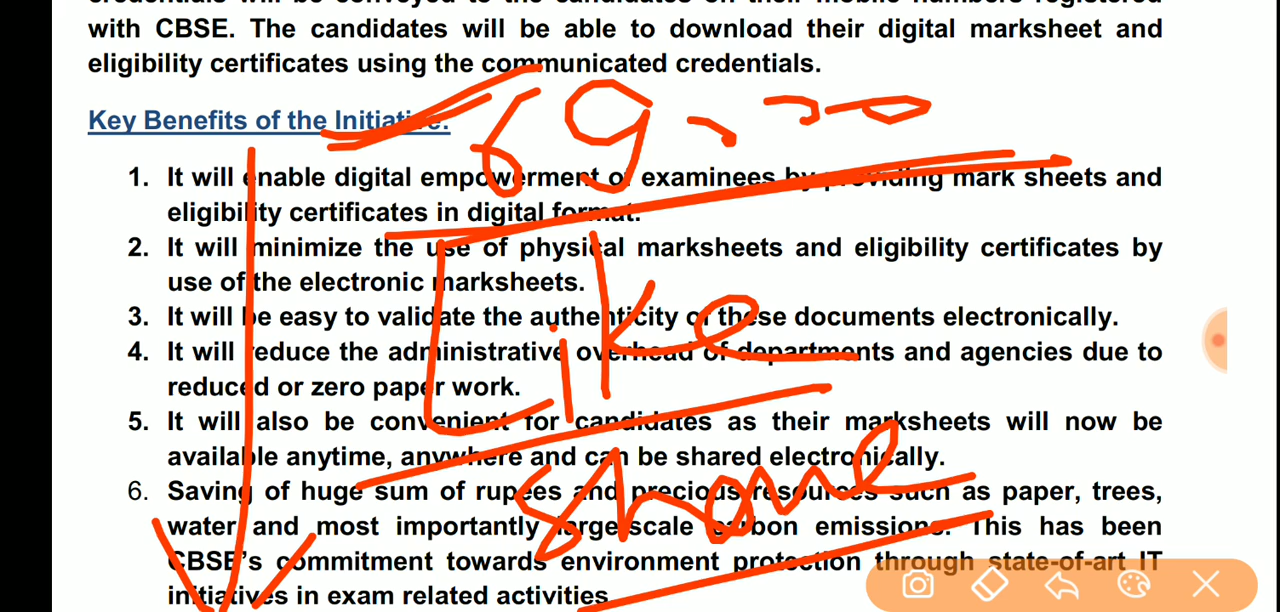 credentials will be conveyed to the candidates on their mobile numbers registered
with CBSE. The candidates will be able to download their digital marksheet and
eligibility certificates using the communicated credentials.
Key Benefits of the Initiative:
69.
1. It will enable digital empowerment of examinees by providing mark sheets and
eligibility certificates in digital format.
2. It will minimize the use of physical marksheets and eligibility certificates by
use of the electronic marksheets.
3. It will be easy to validate the authenticity of these documents electronically.
Like
4. It will reduce the administrative overhead of departments and agencies due to
reduced or zero paper work.
5. It will also be convenient for candidates as their marksheets will now be
available anytime, anywhere and can be shared electronically.
6. Saving of huge sum of rupees and precious resources such as paper, trees,
water and most importantly large scale carbon emissions. This has been
CBSE's commitment towards environment protection through state-of-art IT
initiatives in exam related activities.